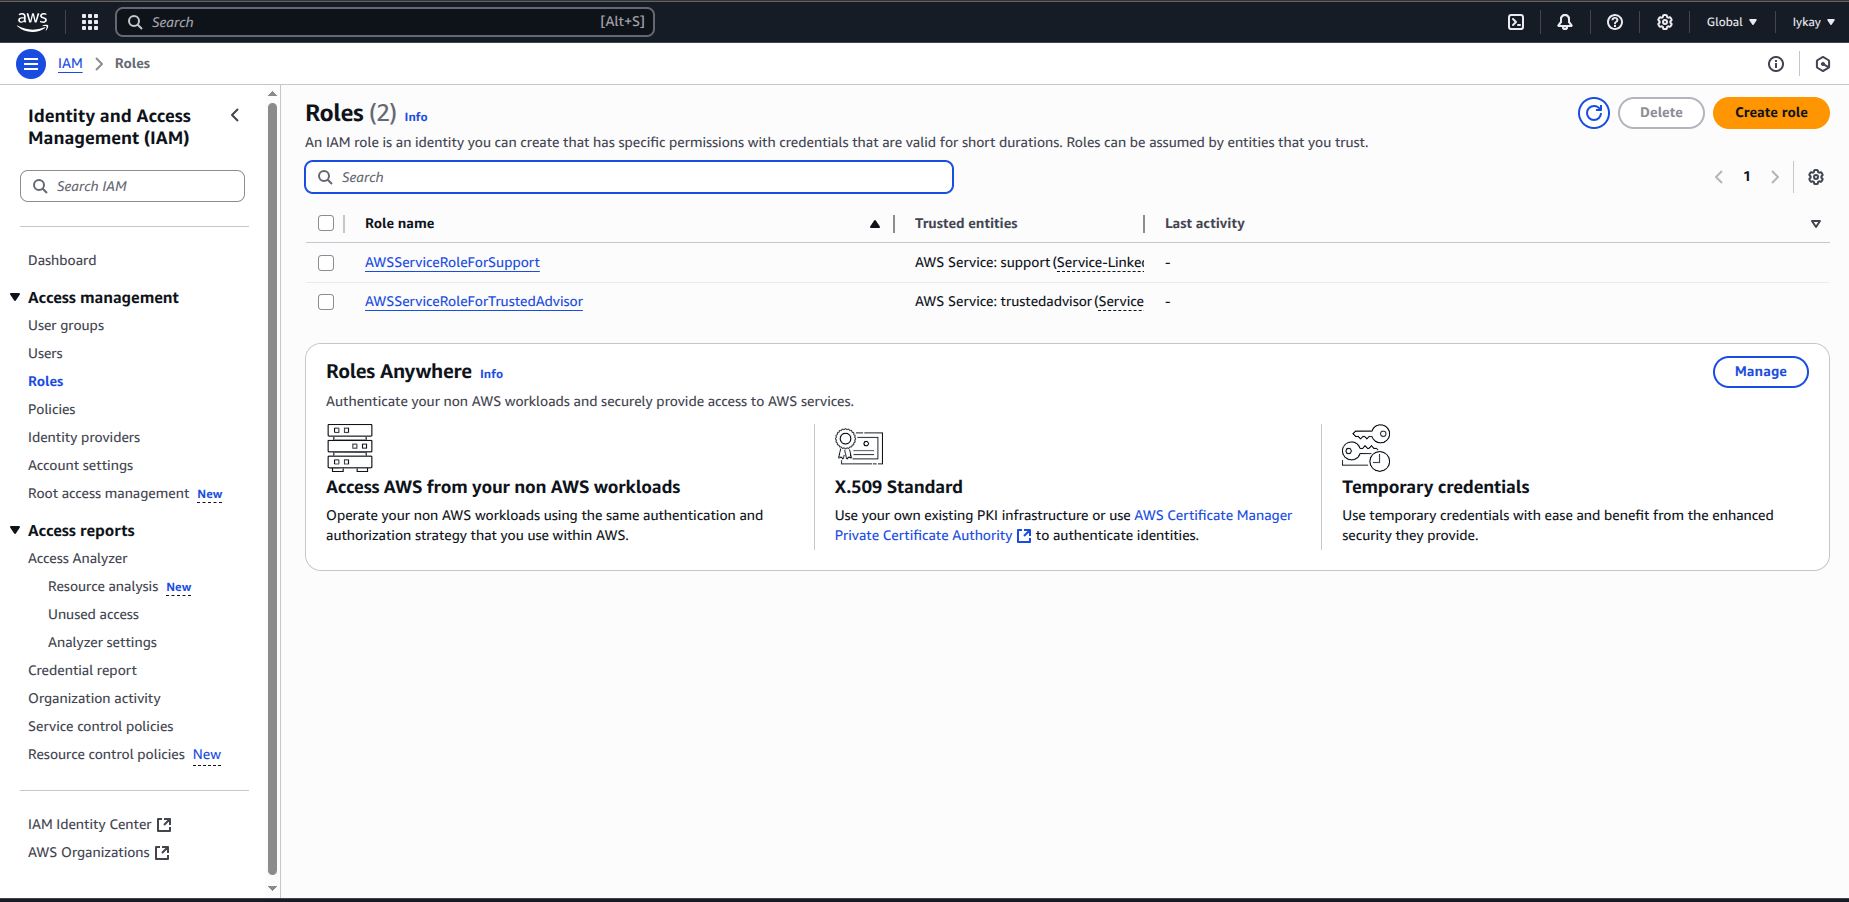 aws
Search [Alt+S]
Global
lykay
IAM > Roles
Identity and Access
Management (IAM)
Search IAM
Dashboard
Access management
User groups
Users
Roles
Policies
Identity providers
Account settings
Root access management New
Access reports
Access Analyzer
Resource analysis New
Unused access
Analyzer settings
Credential report
Organization activity
Service control policies
Resource control policies New
IAM Identity Center
AWS Organizations
Roles (2) Info
Delete
Create role
An IAM role is an identity you can create that has specific permissions with credentials that are valid for short durations. Roles can be assumed by entities that you trust.
Search
1
Role name
Trusted entities
Last activity
AWSServiceRoleForSupport
AWS Service: support (Service-Linked
-
AWSServiceRoleForTrustedAdvisor
AWS Service: trustedadvisor (Service
-
Roles Anywhere Info
Manage
Authenticate your non AWS workloads and securely provide access to AWS services.
Access AWS from your non AWS workloads
Operate your non AWS workloads using the same authentication and
authorization strategy that you use within AWS.
X.509 Standard
Use your own existing PKI infrastructure or use AWS Certificate Manager
Private Certificate Authority to authenticate identities.
Temporary credentials
Use temporary credentials with ease and benefit from the enhanced
security they provide.